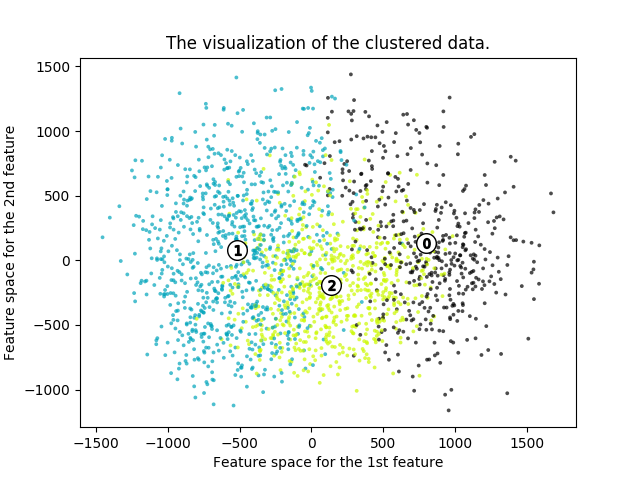 The visualization of the clustered data.
Feature space for the 2nd feature
1500
1000
500
0
−500
−1000
0
1
2
−1500 −1000 −500 0 500 1000 1500
Feature space for the 1st feature